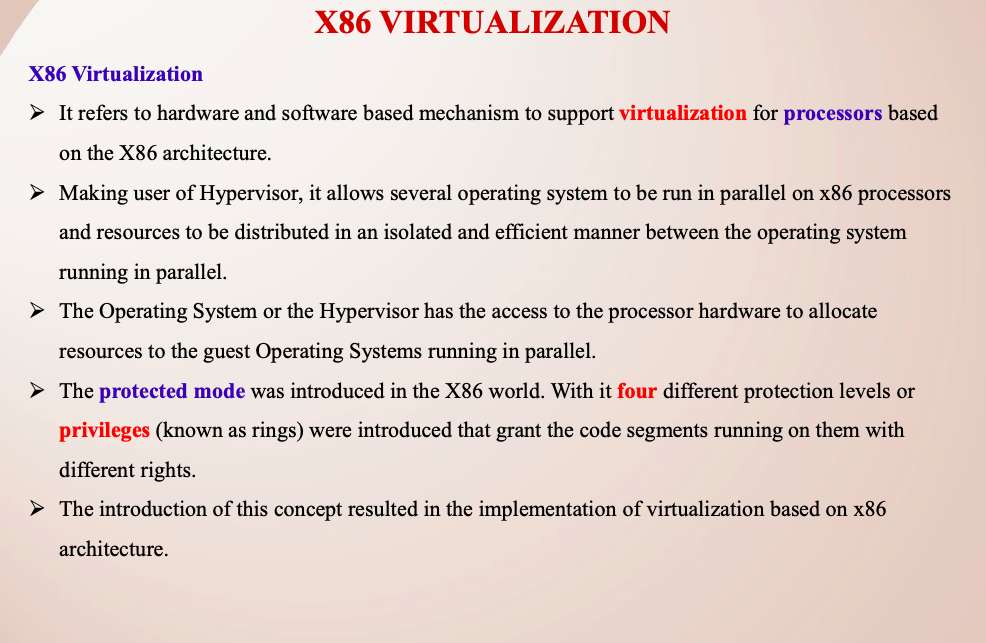 X86 VIRTUALIZATION
X86 Virtualization
➢ It refers to hardware and software based mechanism to support virtualization for processors based
on the X86 architecture.
➢ Making user of Hypervisor, it allows several operating system to be run in parallel on x86 processors
and resources to be distributed in an isolated and efficient manner between the operating system
running in parallel.
➢ The Operating System or the Hypervisor has the access to the processor hardware to allocate
resources to the guest Operating Systems running in parallel.
➢ The protected mode was introduced in the X86 world. With it four different protection levels or
privileges (known as rings) were introduced that grant the code segments running on them with
different rights.
➢ The introduction of this concept resulted in the implementation of virtualization based on x86
architecture.